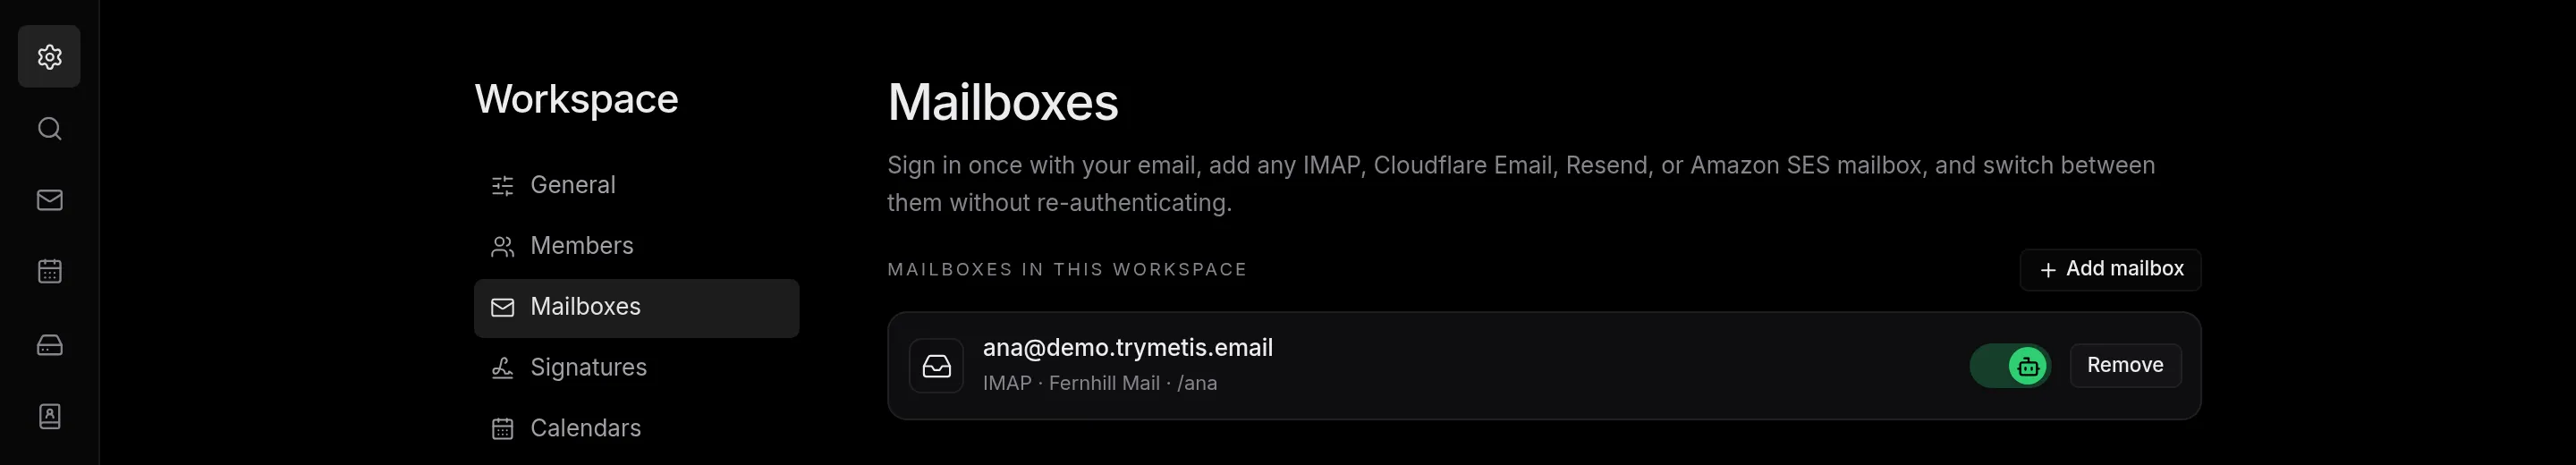 Workspace
General
Members
Mailboxes
Signatures
Calendars
Mailboxes
Sign in once with your email, add any IMAP, Cloudflare Email, Resend, or Amazon SES mailbox, and switch between
them without re-authenticating.
MAILBOXES IN THIS WORKSPACE
Add mailbox
ana@demo.trymetis.email
IMAP · Fernhill Mail · /ana
Remove